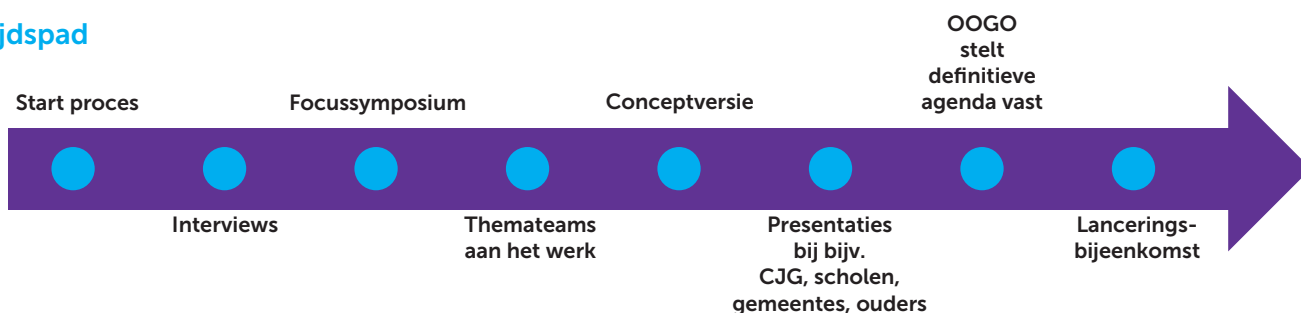 jdspad
Start proces
Interviews
Focussymposium
Themateams
aan het werk
Conceptversie
Presentaties
bij bijv.
CJG, scholen,
gemeentes, ouders
OOGO
stelt
definitieve
agenda vast
Lancerings-
bijeenkomst